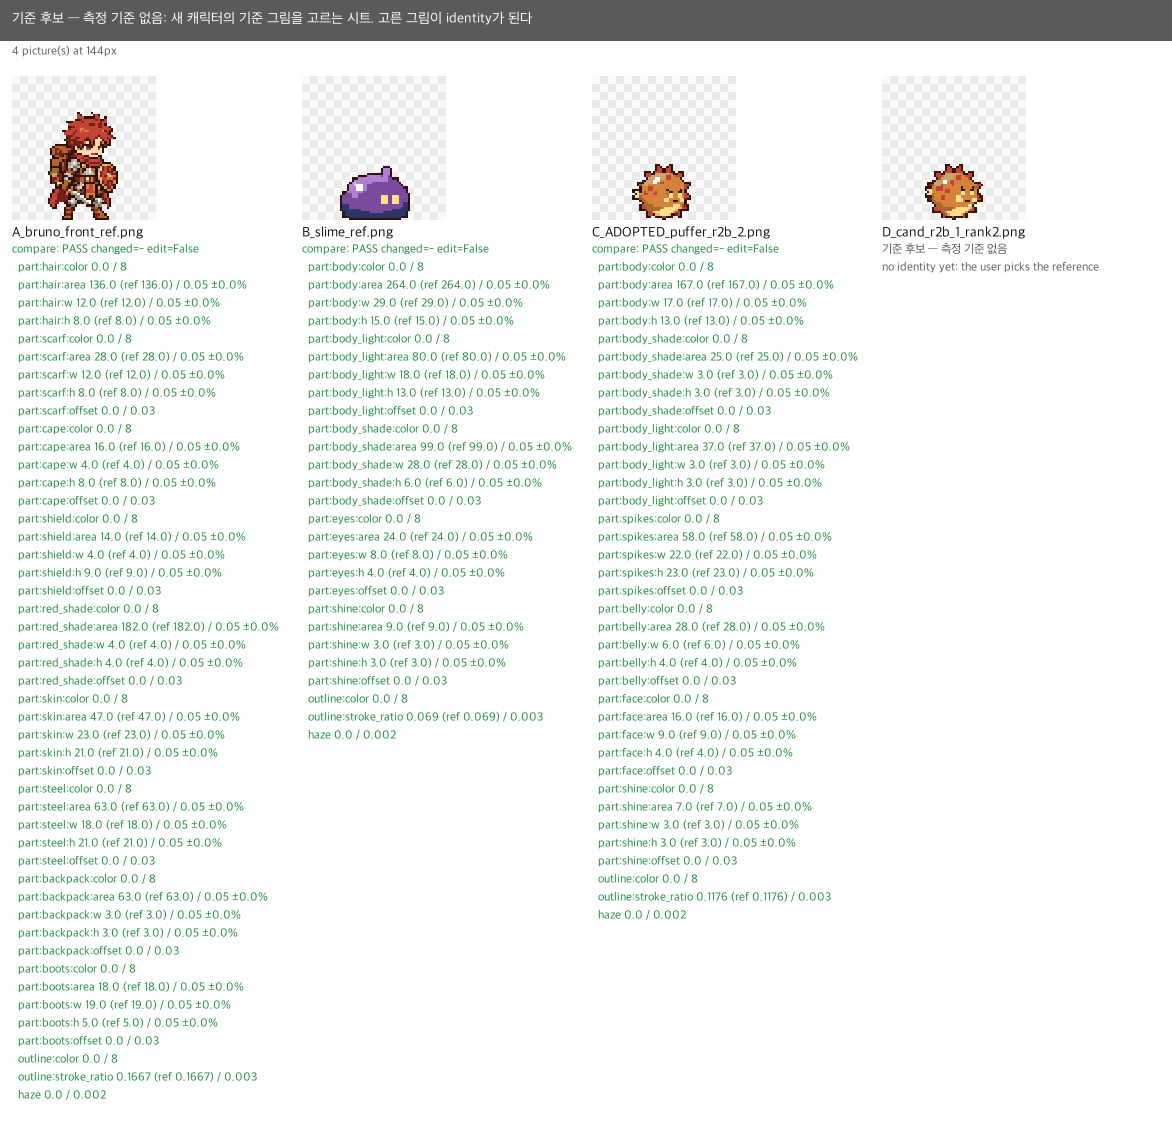 기준 후보 — 측정 기준 없음: 새 캐릭터의 기준 그림을 고르는 시트. 고른 그림이 identity가 된다
4 picture(s) at 144px
A_bruno_front_ref.png
compare: PASS changed=- edit=False
part:hair:color 0.0 / 8
part:hair:area 136.0 (ref 136.0) / 0.05 ±0.0%
part:hair:w 12.0 (ref 12.0) / 0.05 ±0.0%
part:hair:h 8.0 (ref 8.0) / 0.05 ±0.0%
part:scarf:color 0.0 / 8
part:scarf:area 28.0 (ref 28.0) / 0.05 ±0.0%
part:scarf:w 12.0 (ref 12.0) / 0.05 ±0.0%
part:scarf:h 8.0 (ref 8.0) / 0.05 ±0.0%
part:scarf:offset 0.0 / 0.03
part:cape:color 0.0 / 8
part:cape:area 16.0 (ref 16.0) / 0.05 ±0.0%
part:cape:w 4.0 (ref 4.0) / 0.05 ±0.0%
part:cape:h 8.0 (ref 8.0) / 0.05 ±0.0%
part:cape:offset 0.0 / 0.03
part:shield:color 0.0 / 8
part:shield:area 14.0 (ref 14.0) / 0.05 ±0.0%
part:shield:w 4.0 (ref 4.0) / 0.05 ±0.0%
part:shield:h 9.0 (ref 9.0) / 0.05 ±0.0%
part:shield:offset 0.0 / 0.03
part:red_shade:color 0.0 / 8
part:red_shade:area 182.0 (ref 182.0) / 0.05 ±0.0%
part:red_shade:w 4.0 (ref 4.0) / 0.05 ±0.0%
part:red_shade:h 4.0 (ref 4.0) / 0.05 ±0.0%
part:red_shade:offset 0.0 / 0.03
part:skin:color 0.0 / 8
part:skin:area 47.0 (ref 47.0) / 0.05 ±0.0%
part:skin:w 23.0 (ref 23.0) / 0.05 ±0.0%
part:skin:h 21.0 (ref 21.0) / 0.05 ±0.0%
part:skin:offset 0.0 / 0.03
part:steel:color 0.0 / 8
part:steel:area 63.0 (ref 63.0) / 0.05 ±0.0%
part:steel:w 18.0 (ref 18.0) / 0.05 ±0.0%
part:steel:h 21.0 (ref 21.0) / 0.05 ±0.0%
part:steel:offset 0.0 / 0.03
part:backpack:color 0.0 / 8
part:backpack:area 63.0 (ref 63.0) / 0.05 ±0.0%
part:backpack:w 3.0 (ref 3.0) / 0.05 ±0.0%
part:backpack:h 3.0 (ref 3.0) / 0.05 ±0.0%
part:backpack:offset 0.0 / 0.03
part:boots:color 0.0 / 8
part:boots:area 18.0 (ref 18.0) / 0.05 ±0.0%
part:boots:w 19.0 (ref 19.0) / 0.05 ±0.0%
part:boots:h 5.0 (ref 5.0) / 0.05 ±0.0%
part:boots:offset 0.0 / 0.03
outline:color 0.0 / 8
outline:stroke_ratio 0.1667 (ref 0.1667) / 0.003
haze 0.0 / 0.002
B_slime_ref.png
compare: PASS changed=- edit=False
part:body:color 0.0 / 8
part:body:area 264.0 (ref 264.0) / 0.05 ±0.0%
part:body:w 29.0 (ref 29.0) / 0.05 ±0.0%
part:body:h 15.0 (ref 15.0) / 0.05 ±0.0%
part:body_light:color 0.0 / 8
part:body_light:area 80.0 (ref 80.0) / 0.05 ±0.0%
part:body_light:w 18.0 (ref 18.0) / 0.05 ±0.0%
part:body_light:h 13.0 (ref 13.0) / 0.05 ±0.0%
part:body_light:offset 0.0 / 0.03
part:body_shade:color 0.0 / 8
part:body_shade:area 99.0 (ref 99.0) / 0.05 ±0.0%
part:body_shade:w 28.0 (ref 28.0) / 0.05 ±0.0%
part:body_shade:h 6.0 (ref 6.0) / 0.05 ±0.0%
part:body_shade:offset 0.0 / 0.03
part:eyes:color 0.0 / 8
part:eyes:area 24.0 (ref 24.0) / 0.05 ±0.0%
part:eyes:w 8.0 (ref 8.0) / 0.05 ±0.0%
part:eyes:h 4.0 (ref 4.0) / 0.05 ±0.0%
part:eyes:offset 0.0 / 0.03
part:shine:color 0.0 / 8
part:shine:area 9.0 (ref 9.0) / 0.05 ±0.0%
part:shine:w 3.0 (ref 3.0) / 0.05 ±0.0%
part:shine:h 3.0 (ref 3.0) / 0.05 ±0.0%
part:shine:offset 0.0 / 0.03
outline:color 0.0 / 8
outline:stroke_ratio 0.069 (ref 0.069) / 0.003
haze 0.0 / 0.002
C_ADOPTED_puffer_r2b_2.png
compare: PASS changed=- edit=False
part:body:color 0.0 / 8
part:body:area 167.0 (ref 167.0) / 0.05 ±0.0%
part:body:w 17.0 (ref 17.0) / 0.05 ±0.0%
part:body:h 13.0 (ref 13.0) / 0.05 ±0.0%
part:body_shade:color 0.0 / 8
part:body_shade:area 25.0 (ref 25.0) / 0.05 ±0.0%
part:body_shade:w 3.0 (ref 3.0) / 0.05 ±0.0%
part:body_shade:h 3.0 (ref 3.0) / 0.05 ±0.0%
part:body_shade:offset 0.0 / 0.03
part:body_light:color 0.0 / 8
part:body_light:area 37.0 (ref 37.0) / 0.05 ±0.0%
part:body_light:w 3.0 (ref 3.0) / 0.05 ±0.0%
part:body_light:h 3.0 (ref 3.0) / 0.05 ±0.0%
part:body_light:offset 0.0 / 0.03
part:spikes:color 0.0 / 8
part:spikes:area 58.0 (ref 58.0) / 0.05 ±0.0%
part:spikes:w 22.0 (ref 22.0) / 0.05 ±0.0%
part:spikes:h 23.0 (ref 23.0) / 0.05 ±0.0%
part:spikes:offset 0.0 / 0.03
part:belly:color 0.0 / 8
part:belly:area 28.0 (ref 28.0) / 0.05 ±0.0%
part:belly:w 6.0 (ref 6.0) / 0.05 ±0.0%
part:belly:h 4.0 (ref 4.0) / 0.05 ±0.0%
part:belly:offset 0.0 / 0.03
part:face:color 0.0 / 8
part:face:area 16.0 (ref 16.0) / 0.05 ±0.0%
part:face:w 9.0 (ref 9.0) / 0.05 ±0.0%
part:face:h 4.0 (ref 4.0) / 0.05 ±0.0%
part:face:offset 0.0 / 0.03
part:shine:color 0.0 / 8
part:shine:area 7.0 (ref 7.0) / 0.05 ±0.0%
part:shine:w 3.0 (ref 3.0) / 0.05 ±0.0%
part:shine:h 3.0 (ref 3.0) / 0.05 ±0.0%
part:shine:offset 0.0 / 0.03
outline:color 0.0 / 8
outline:stroke_ratio 0.1176 (ref 0.1176) / 0.003
haze 0.0 / 0.002
D_cand_r2b_1_rank2.png
기준 후보 — 측정 기준 없음
no identity yet: the user picks the reference